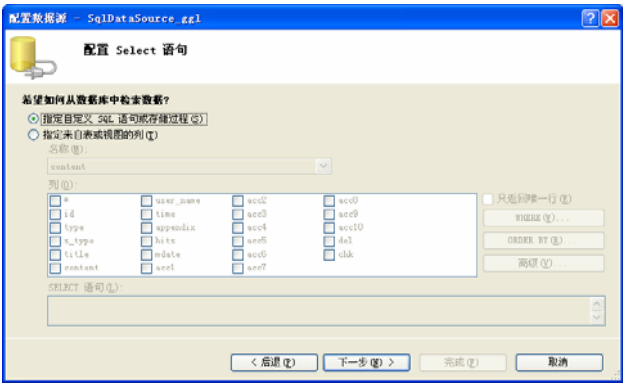 配置数据源 - SqlDataSource_ggl
配置 Select 语句
希望如何从数据库中检索数据?
指定自定义 SQL 语句或存储过程(S)
指定来自表或视图的列(T)
名称(M):
content
列(O):
* user_name acc2 acc8 只返回唯一行(E)
id time acc3 acc9 WHERE(W)...
type appendix acc4 acc10
x_type hits acc5 del ORDER BY(R)...
title mdate acc6 chk
content acc1 acc7 高级(V)...
SELECT 语句(L):
< 后退(P) 下一步(N) > 完成(F) 取消